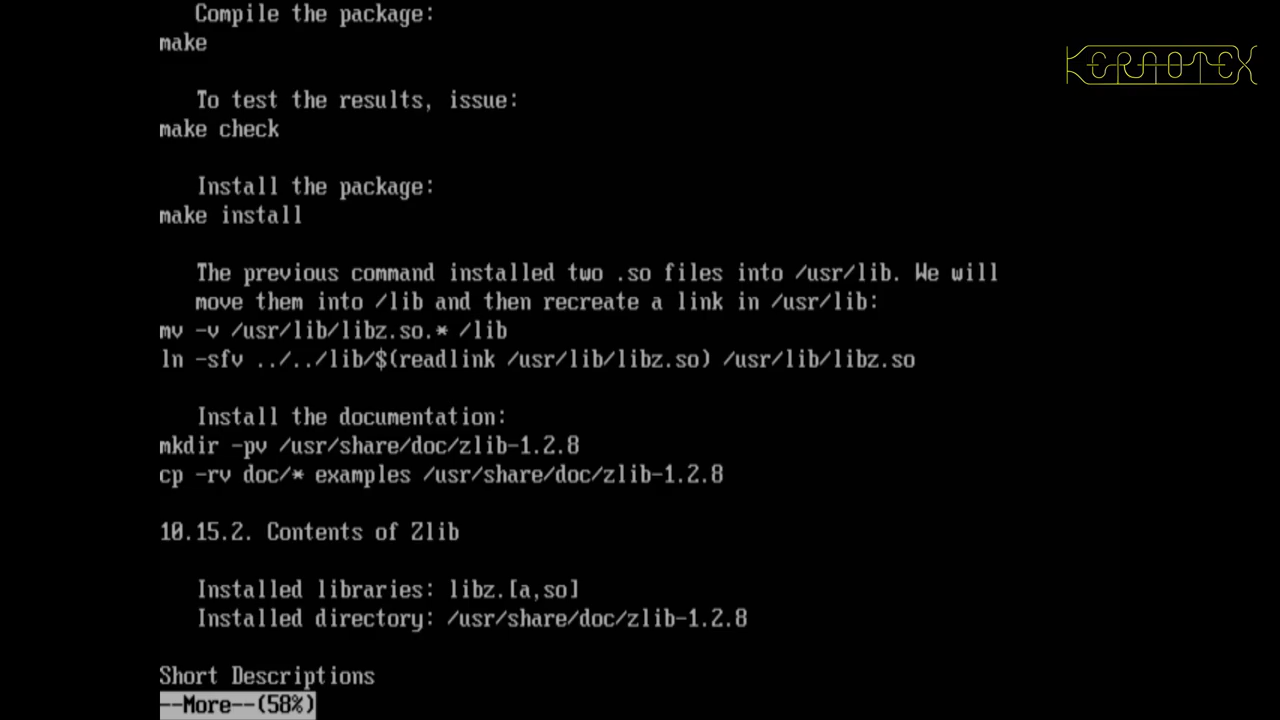 Compile the package:
make
KERNOTEX
To test the results, issue:
make check
Install the package:
make install
The previous command installed two .so files into /usr/lib. We will
move them into /lib and then recreate a link in /usr/lib:
mv -v /usr/lib/libz.so.* /lib
ln -sfv ../../lib/$(readlink /usr/lib/libz.so) /usr/lib/libz.so
Install the documentation:
mkdir -pv /usr/share/doc/zlib-1.2.8
cp -rv doc/* examples /usr/share/doc/zlib-1.2.8
10.15.2. Contents of Zlib
Installed libraries: libz.[a,so]
Installed directory: /usr/share/doc/zlib-1.2.8
Short Descriptions
--More--(58%)